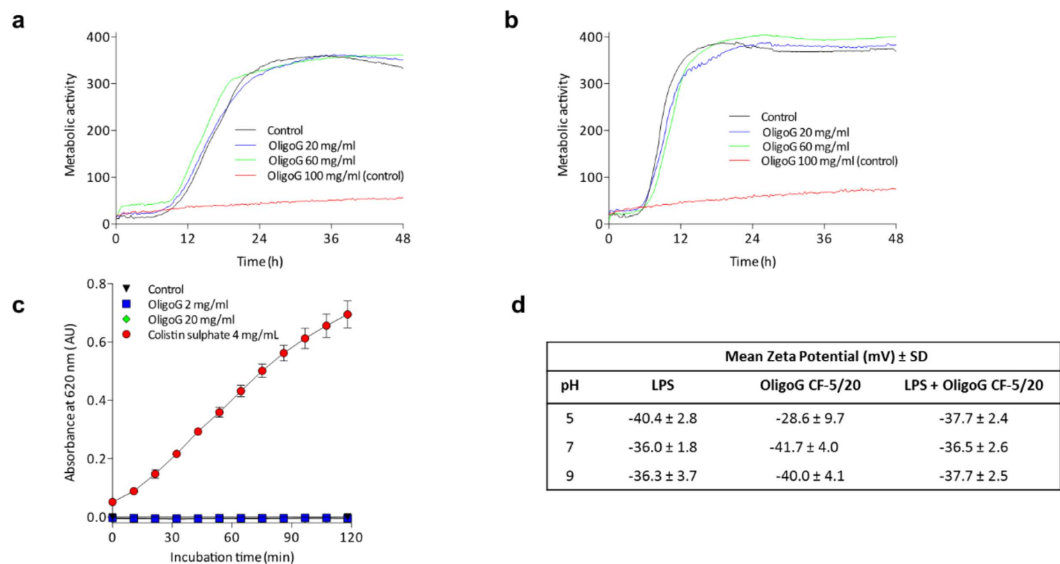 a
400
300
200
100
0
Metabolic activity
Control
OligoG 20 mg/ml
OligoG 60 mg/ml
OligoG 100 mg/ml (control)
0 12 24 36 48
Time (h)
b
400
300
200
100
0
Metabolic activity
Control
OligoG 20 mg/ml
OligoG 60 mg/ml
OligoG 100 mg/ml (control)
0 12 24 36 48
Time (h)
c
Control
OligoG 2 mg/ml
OligoG 20 mg/ml
Colistin sulphate 4 mg/mL
0.8
0.6
0.4
0.2
0.0
Absorbance at 620 nm (AU)
0 30 60 90 120
Incubation time (min)
d
Mean Zeta Potential (mV) ± SD
pH LPS OligoG CF-5/20 LPS + OligoG CF-5/20
5 -40.4 ± 2.8 -28.6 ± 9.7 -37.7 ± 2.4
7 -36.0 ± 1.8 -41.7 ± 4.0 -36.5 ± 2.6
9 -36.3 ± 3.7 -40.0 ± 4.1 -37.7 ± 2.5